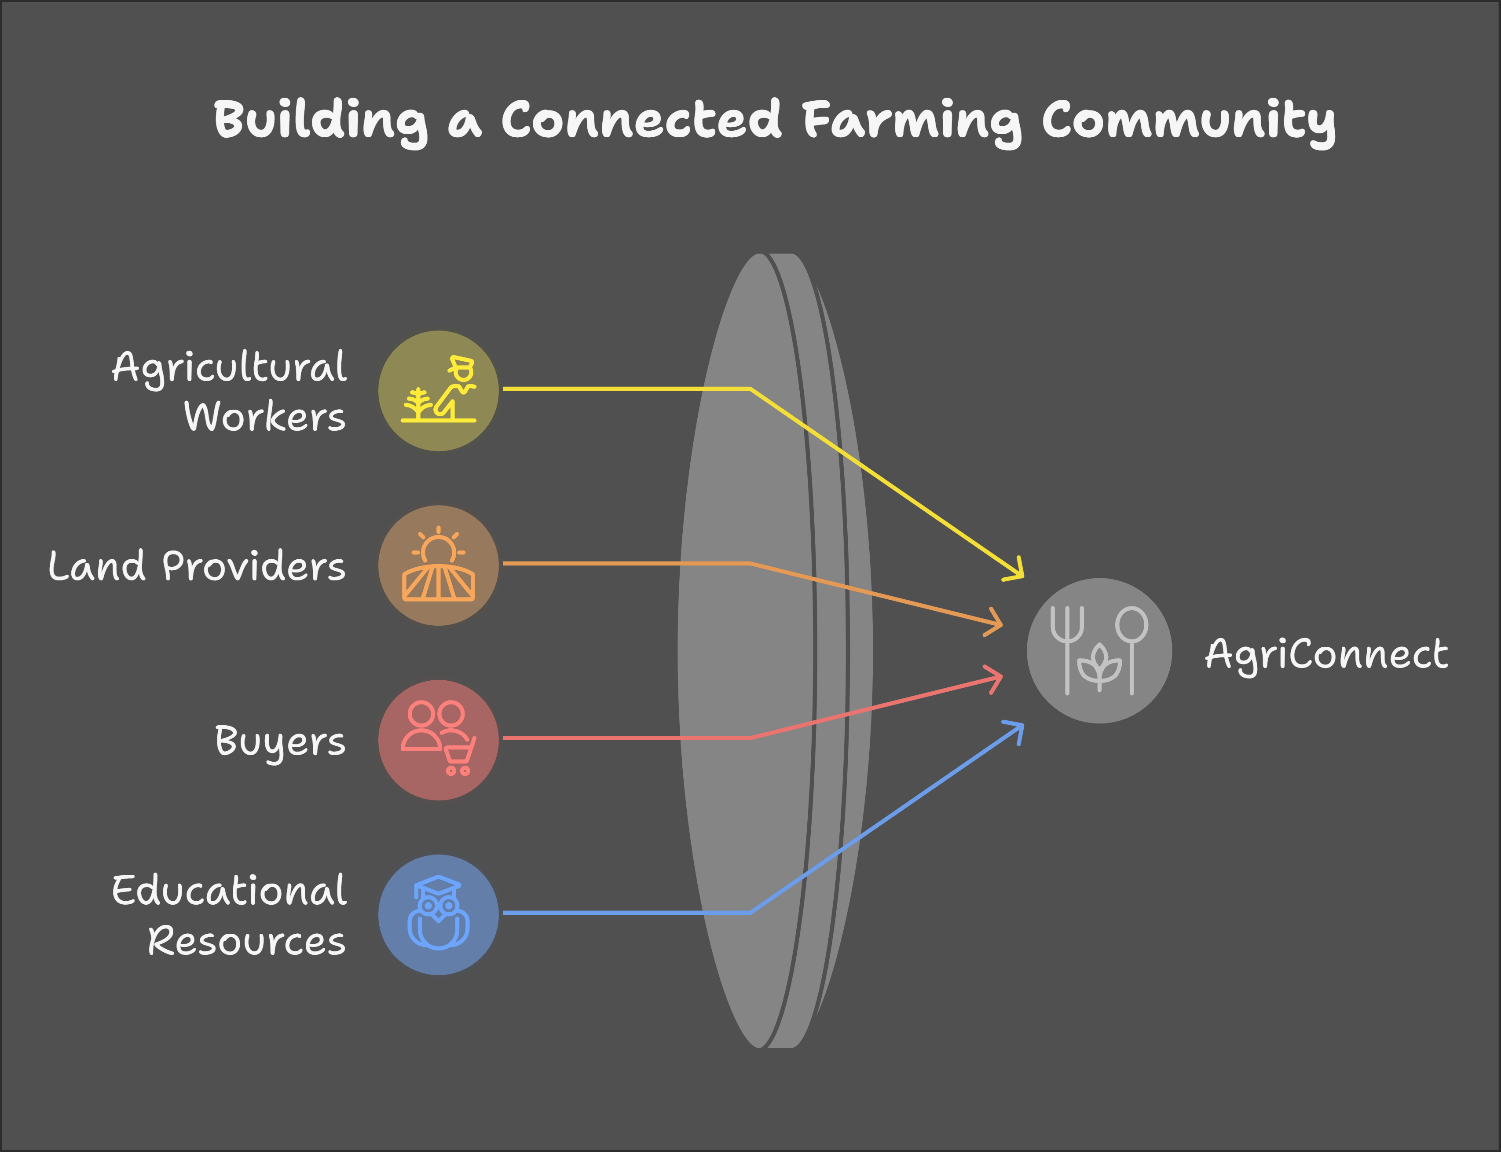 Building a Connected Farming Community
Agricultural
Workers
Land Providers
Buyers
Educational
Resources
AgriConnect